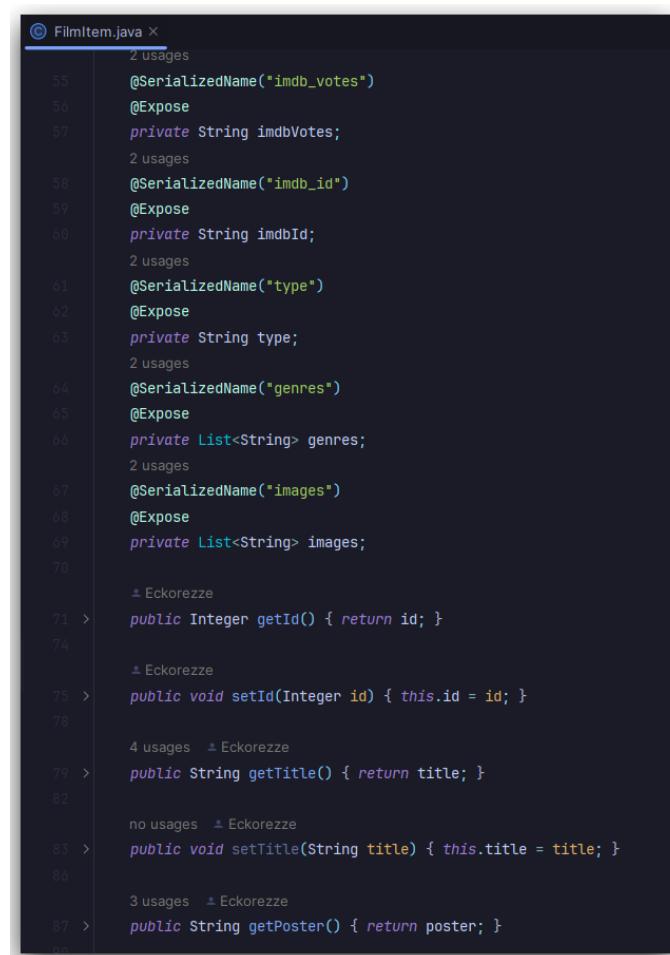 FilmItem.java ×
2 usages
55 @SerializedName("imdb_votes")
56 @Expose
57 private String imdbVotes;
2 usages
58 @SerializedName("imdb_id")
59 @Expose
60 private String imdbId;
2 usages
61 @SerializedName("type")
62 @Expose
63 private String type;
2 usages
64 @SerializedName("genres")
65 @Expose
66 private List<String> genres;
2 usages
67 @SerializedName("images")
68 @Expose
69 private List<String> images;
70
Eckorezze
71 > public Integer getId() { return id; }
74
Eckorezze
75 > public void setId(Integer id) { this.id = id; }
78
4 usages Eckorezze
79 > public String getTitle() { return title; }
82
no usages Eckorezze
83 > public void setTitle(String title) { this.title = title; }
86
3 usages Eckorezze
87 > public String getPoster() { return poster; }